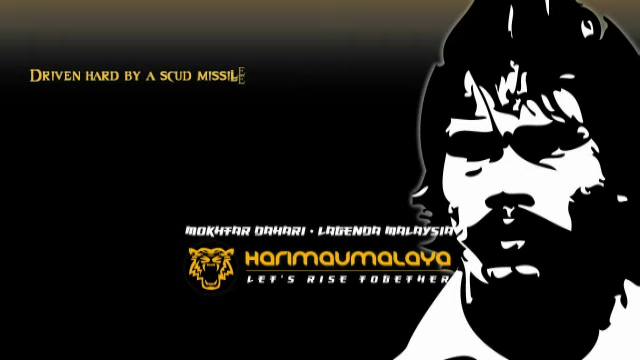 Driven hard by a scud missile
MOKHTAR DAHARI · LAGENDA MALAYSIA
HARIMAUMALAYA
LET'S RISE TOGETHER